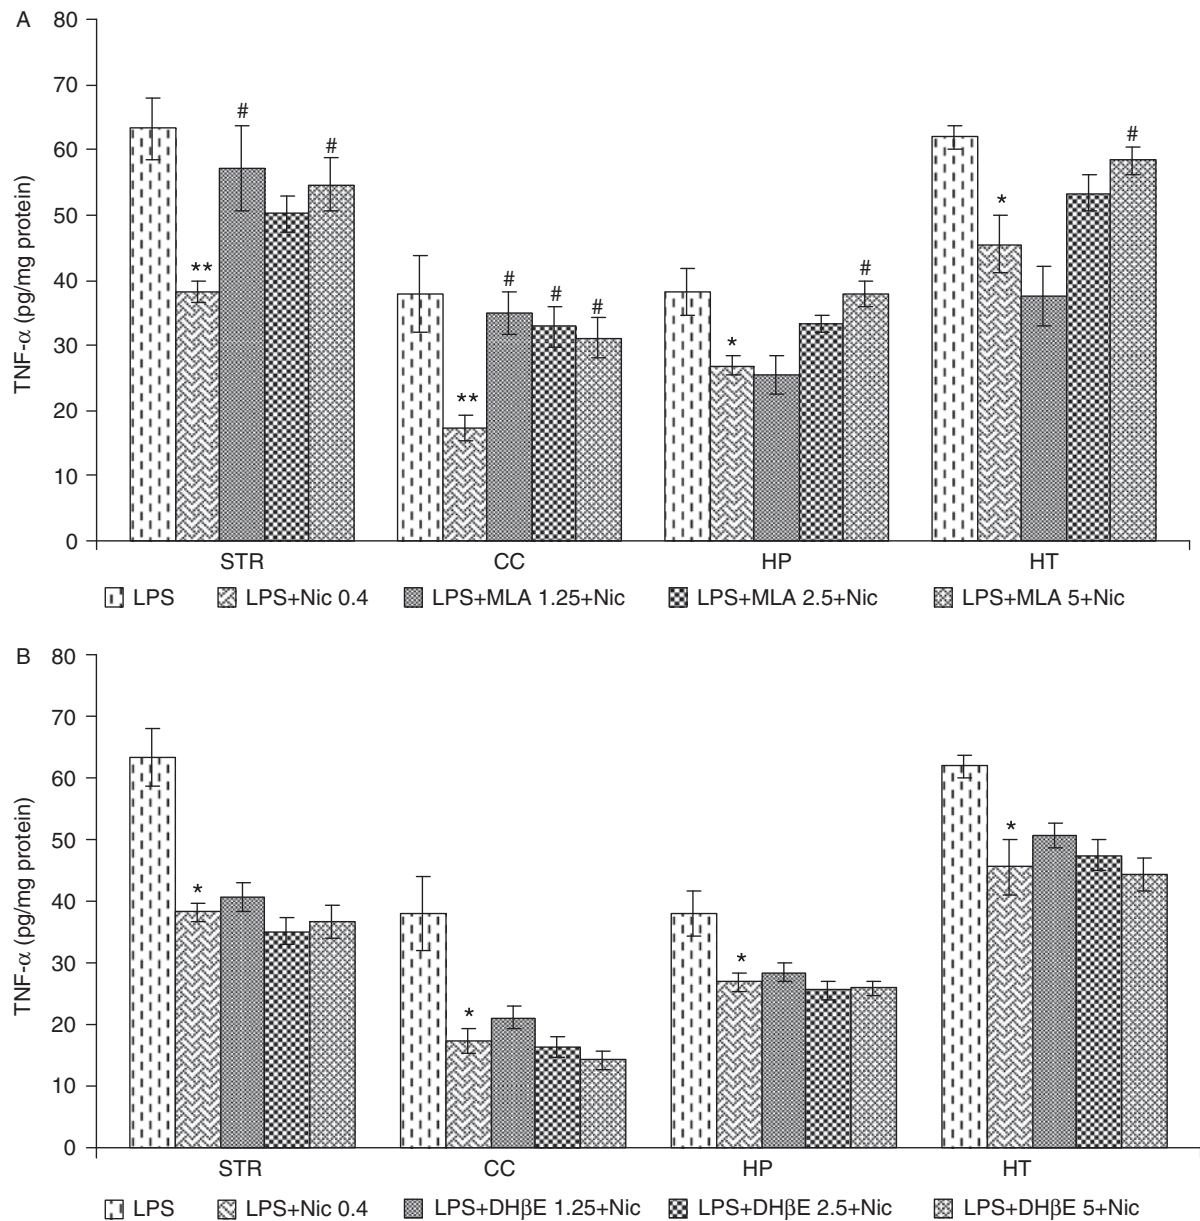 A
80
70
60
50
40
30
20
10
0
TNF-α (pg/mg protein)
# #
** 
** # # #
* #
* #
STR CC HP HT
LPS LPS+Nic 0.4 LPS+MLA 1.25+Nic LPS+MLA 2.5+Nic LPS+MLA 5+Nic
B
80
70
60
50
40
30
20
10
0
TNF-α (pg/mg protein)
* * * *
STR CC HP HT
LPS LPS+Nic 0.4 LPS+DHβE 1.25+Nic LPS+DHβE 2.5+Nic LPS+DHβE 5+Nic